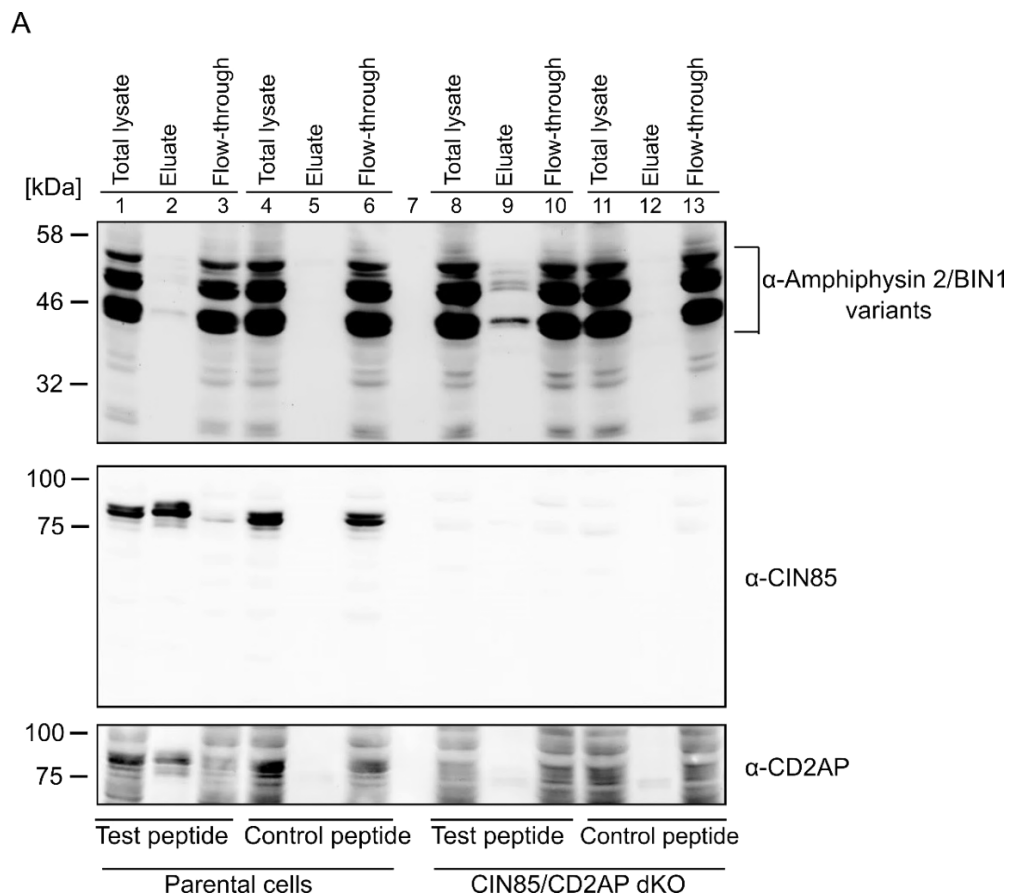 A
Total lysate
Eluate
Flow-through
Total lysate
Eluate
Flow-through
Total lysate
Eluate
Flow-through
Total lysate
Eluate
Flow-through
[kDa]
1 2 3 4 5 6 7 8 9 10 11 12 13
58
46
32
α-Amphiphysin 2/BIN1
variants
100
75
α-CIN85
100
75
α-CD2AP
Test peptide Control peptide Test peptide Control peptide
Parental cells CIN85/CD2AP dKO